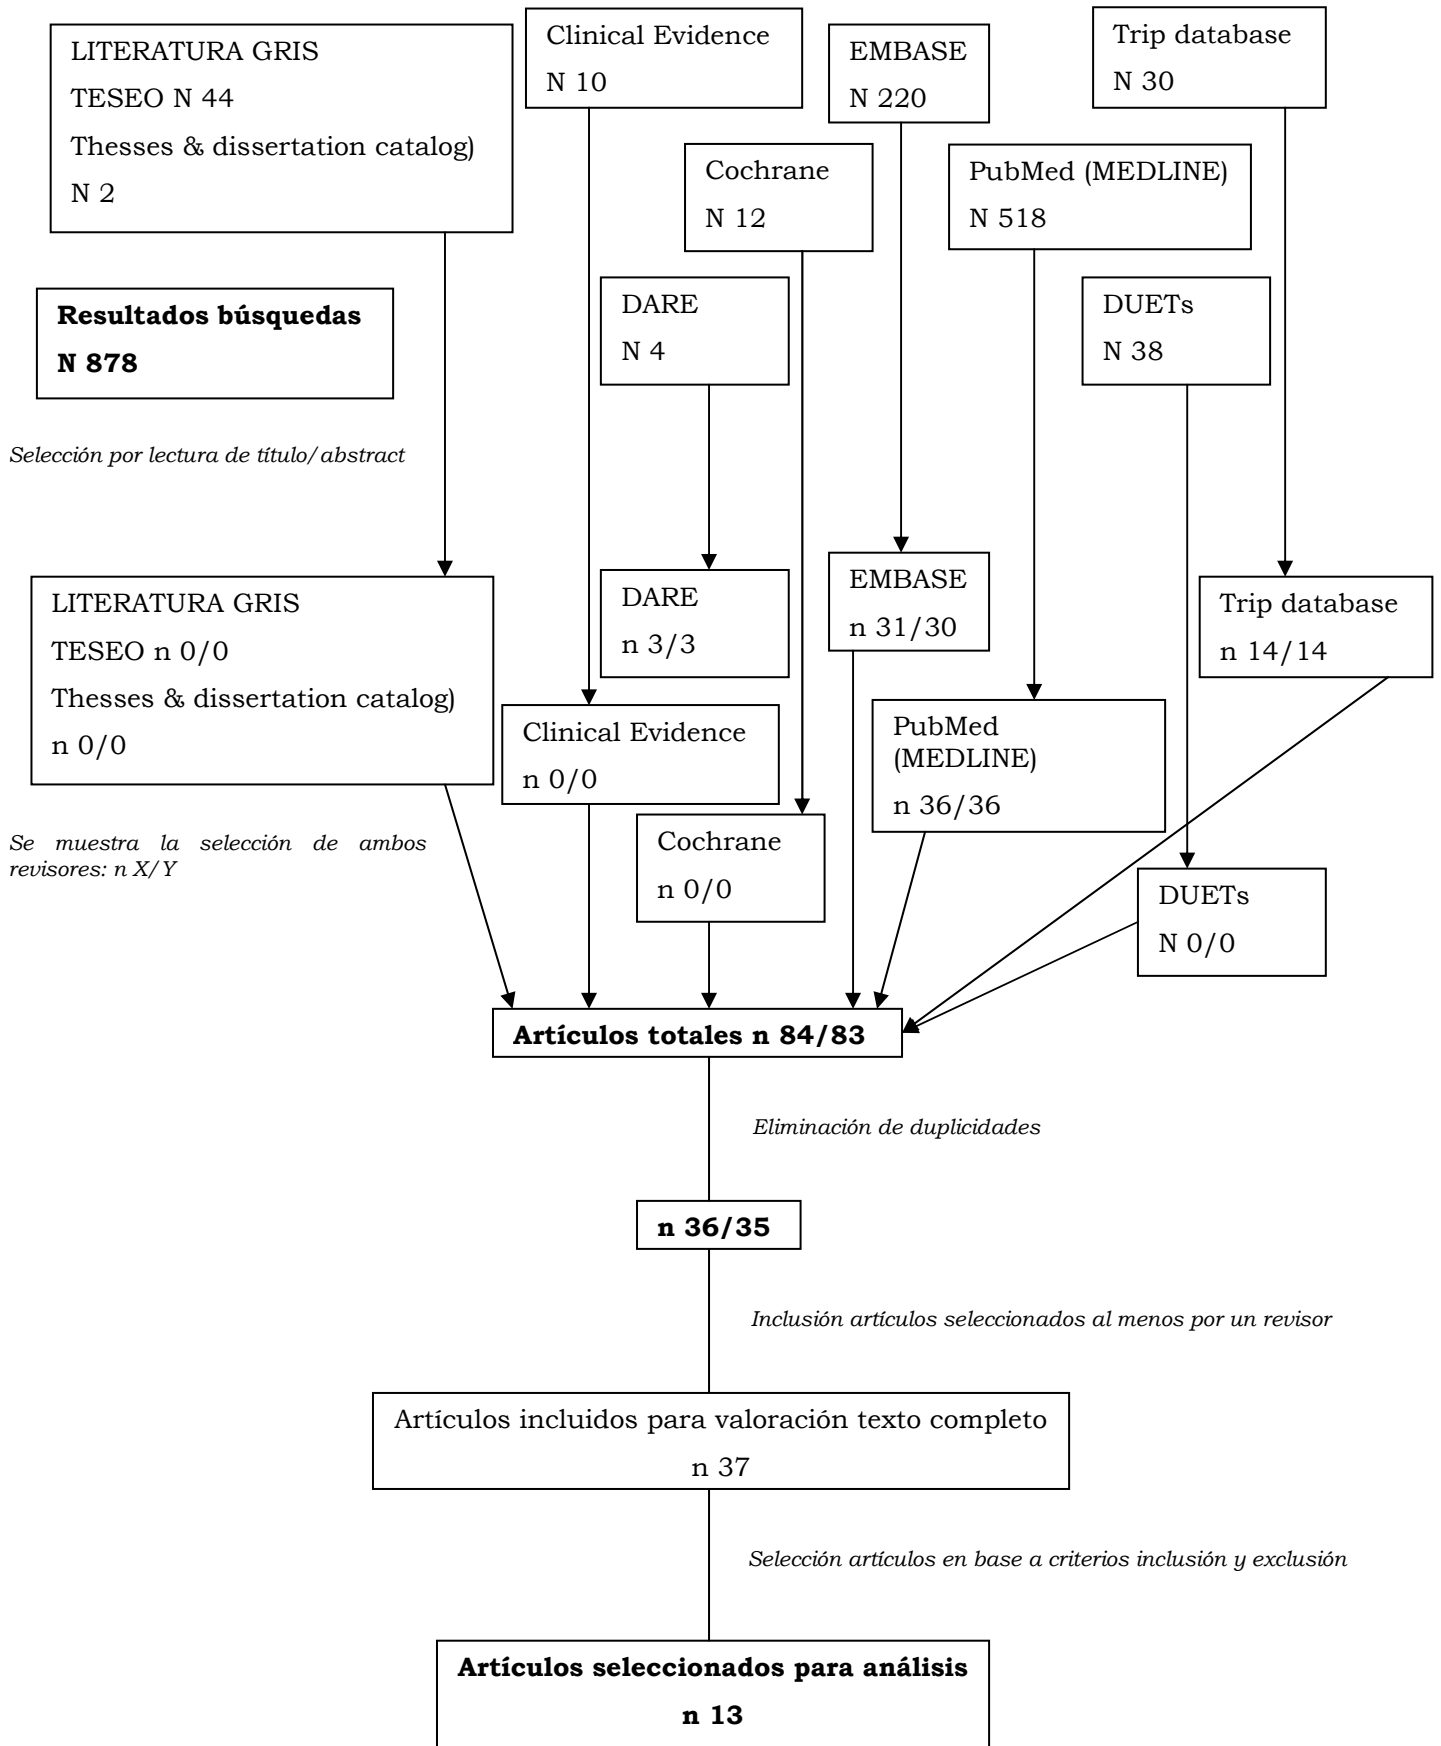 LITERATURA GRIS
TESEO N 44
Thesses & dissertation catalog)
N 2
Clinical Evidence
N 10
EMBASE
N 220
Trip database
N 30
Cochrane
N 12
PubMed (MEDLINE)
N 518
Resultados búsquedas
N 878
DARE
N 4
DUETs
N 38
Selección por lectura de título/abstract
LITERATURA GRIS
TESEO n 0/0
Thesses & dissertation catalog)
n 0/0
DARE
n 3/3
EMBASE
n 31/30
Trip database
n 14/14
Clinical Evidence
n 0/0
PubMed
(MEDLINE)
n 36/36
Se muestra la selección de ambos
revisores: n X/Y
Cochrane
n 0/0
DUETs
N 0/0
Artículos totales n 84/83
Eliminación de duplicidades
n 36/35
Inclusión artículos seleccionados al menos por un revisor
Artículos incluidos para valoración texto completo
n 37
Selección artículos en base a criterios inclusión y exclusión
Artículos seleccionados para análisis
n 13